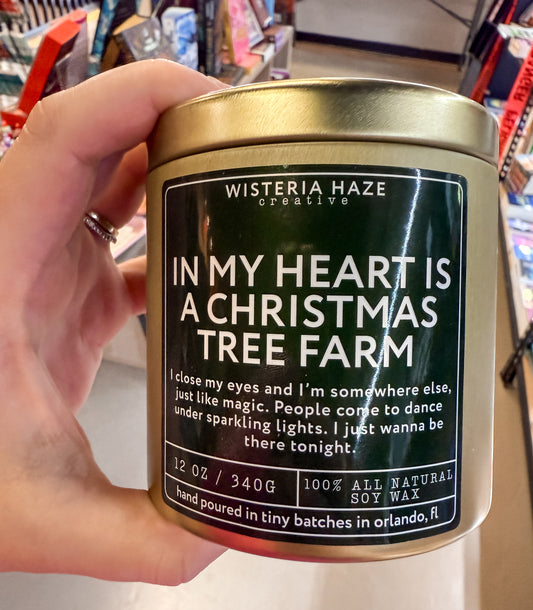 WISTERIA HAZE
creative
IN MY HEART IS
A CHRISTMAS
TREE FARM
I close my eyes and I'm somewhere else,
just like magic. People come to dance
under sparkling lights. I just wanna be
there tonight.
12 OZ / 340G
100% ALL NATURAL
SOY WAX
hand poured in tiny batches in orlando, fl